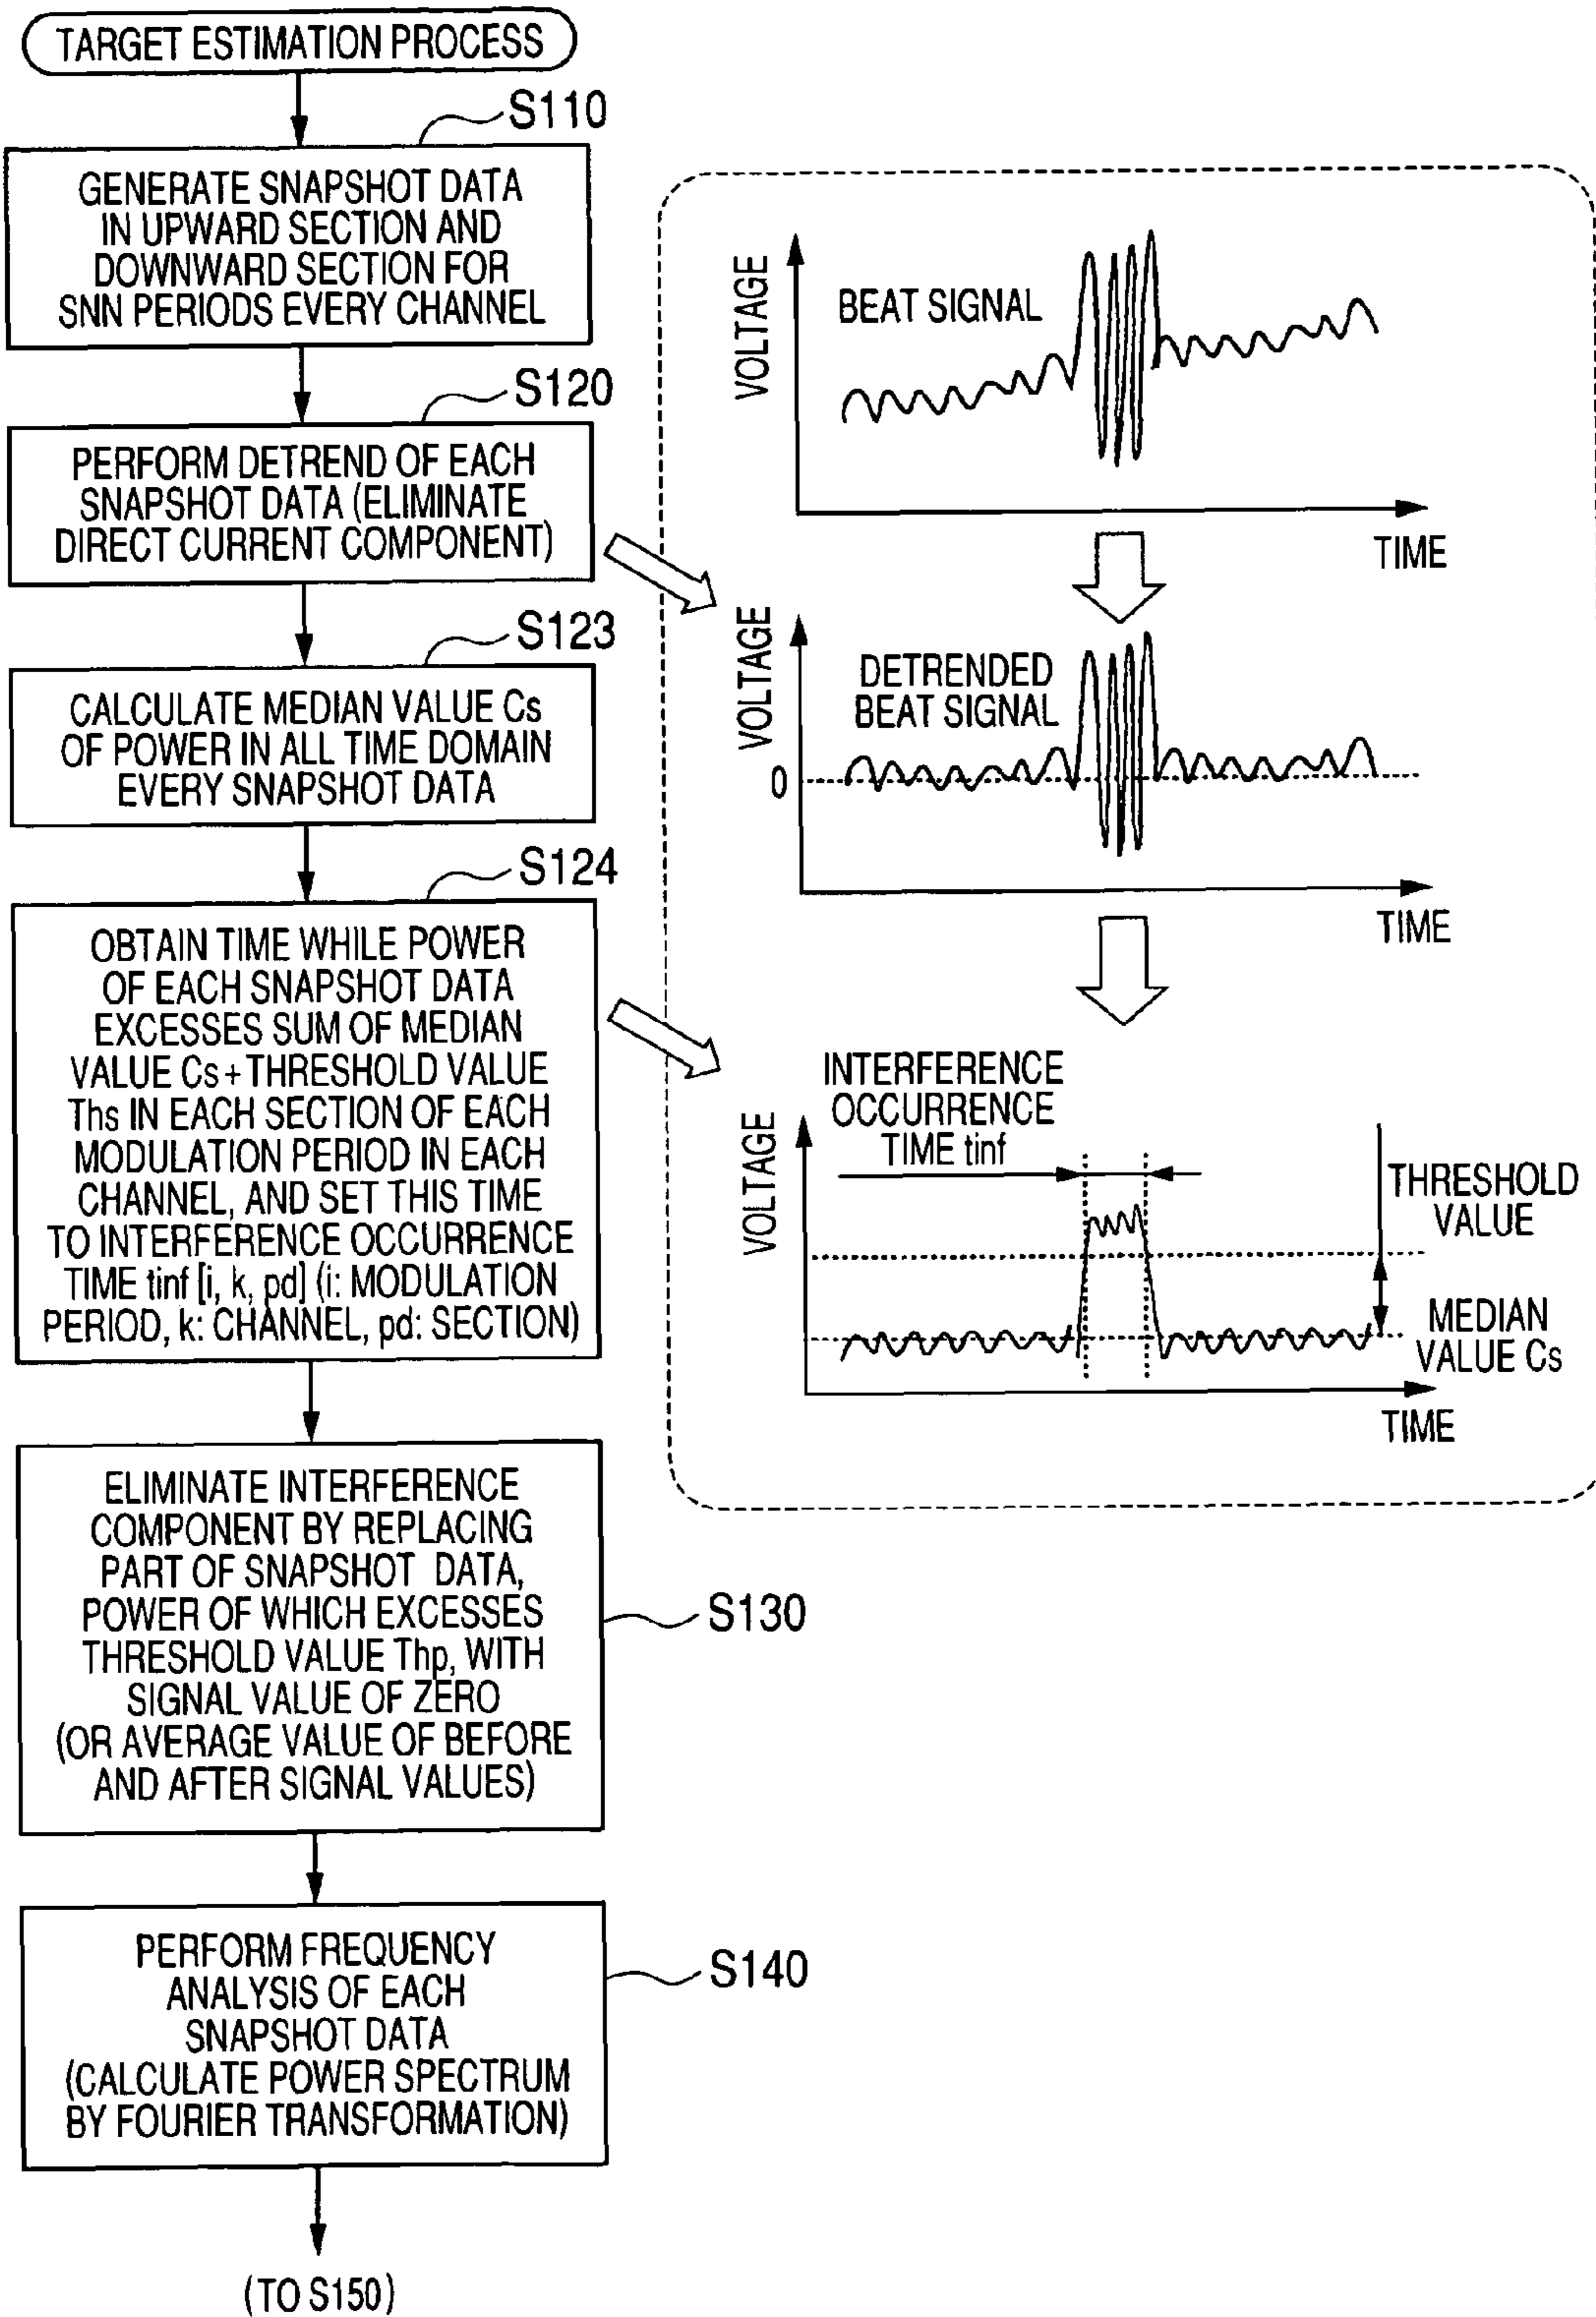 TARGET ESTIMATION PROCESS
S110
GENERATE SNAPSHOT DATA
IN UPWARD SECTION AND
DOWNWARD SECTION FOR
SNN PERIODS EVERY CHANNEL
S120
PERFORM DETREND OF EACH
SNAPSHOT DATA (ELIMINATE
DIRECT CURRENT COMPONENT)
S123
CALCULATE MEDIAN VALUE Cs
OF POWER IN ALL TIME DOMAIN
EVERY SNAPSHOT DATA
S124
OBTAIN TIME WHILE POWER
OF EACH SNAPSHOT DATA
EXCESSES SUM OF MEDIAN
VALUE Cs + THRESHOLD VALUE
Ths IN EACH SECTION OF EACH
MODULATION PERIOD IN EACH
CHANNEL, AND SET THIS TIME
TO INTERFERENCE OCCURRENCE
TIME tinf [i, k, pd] (i: MODULATION
PERIOD, k: CHANNEL, pd: SECTION)
ELIMINATE INTERFERENCE
COMPONENT BY REPLACING
PART OF SNAPSHOT DATA,
POWER OF WHICH EXCESSES
THRESHOLD VALUE Thp, WITH
SIGNAL VALUE OF ZERO
(OR AVERAGE VALUE OF BEFORE
AND AFTER SIGNAL VALUES)
S130
PERFORM FREQUENCY
ANALYSIS OF EACH
SNAPSHOT DATA
(CALCULATE POWER SPECTRUM
BY FOURIER TRANSFORMATION)
S140
(TO S150)
VOLTAGE
BEAT SIGNAL
TIME
VOLTAGE
DETRENDED
BEAT SIGNAL
0
TIME
INTERFERENCE
OCCURRENCE
TIME tinf
VOLTAGE
THRESHOLD
VALUE
MEDIAN
VALUE Cs
TIME